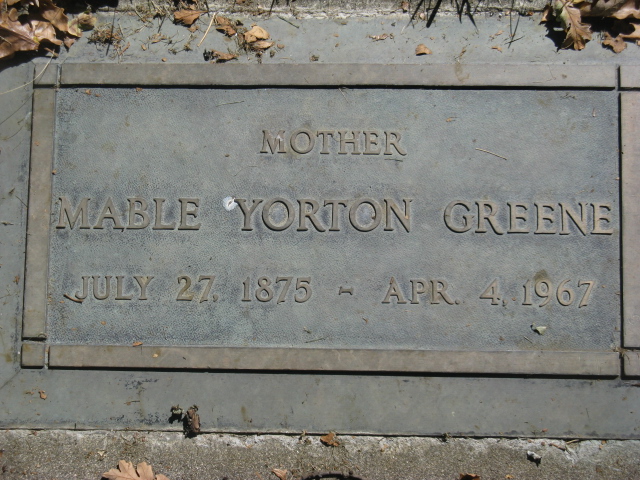 MOTHER
MABLE YORTON GREENE
JULY 27, 1875 - APR. 4, 1967